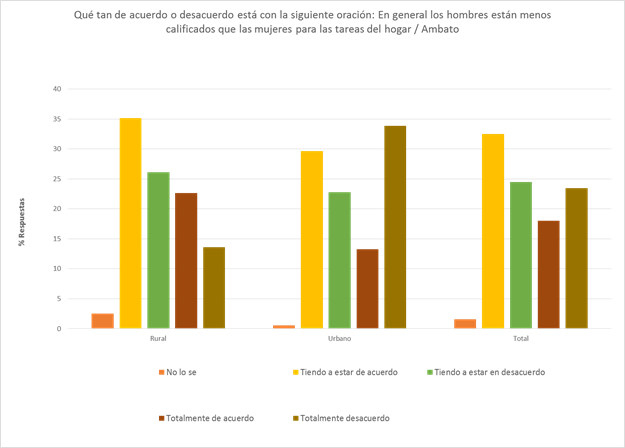 Qué tan de acuerdo o desacuerdo está con la siguiente oración: En general los hombres están menos
calificados que las mujeres para las tareas del hogar / Ambato
40
35
30
25
20
15
10
5
0
% Respuestas
Rural Urbano Total
No lo se Tiendo a estar de acuerdo Tiendo a estar en desacuerdo
Totalmente de acuerdo Totalmente desacuerdo